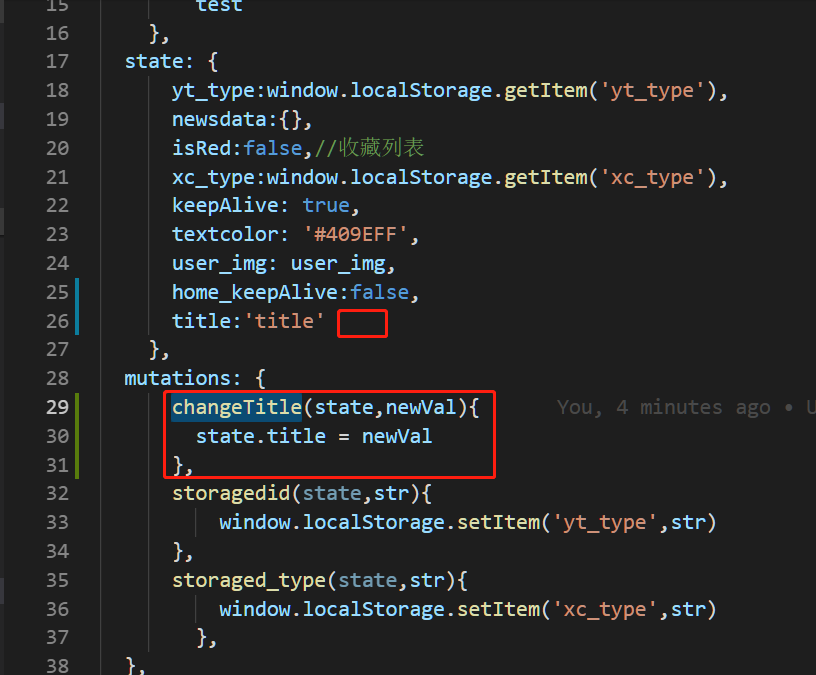 15 test
16 },
17 state: {
18 yt_type:window.localStorage.getItem('yt_type'),
19 newsdata:{},
20 isRed:false,//收藏列表
21 xc_type:window.localStorage.getItem('xc_type'),
22 keepAlive: true,
23 textcolor: '#409EFF',
24 user_img: user_img,
25 home_keepAlive:false,
26 title:'title'
27 },
28 mutations: {
29 changeTitle(state,newVal){ You, 4 minutes ago • U
30 state.title = newVal
31 },
32 storagedid(state,str){
33 window.localStorage.setItem('yt_type',str)
34 },
35 storaged_type(state,str){
36 window.localStorage.setItem('xc_type',str)
37 },
38 },